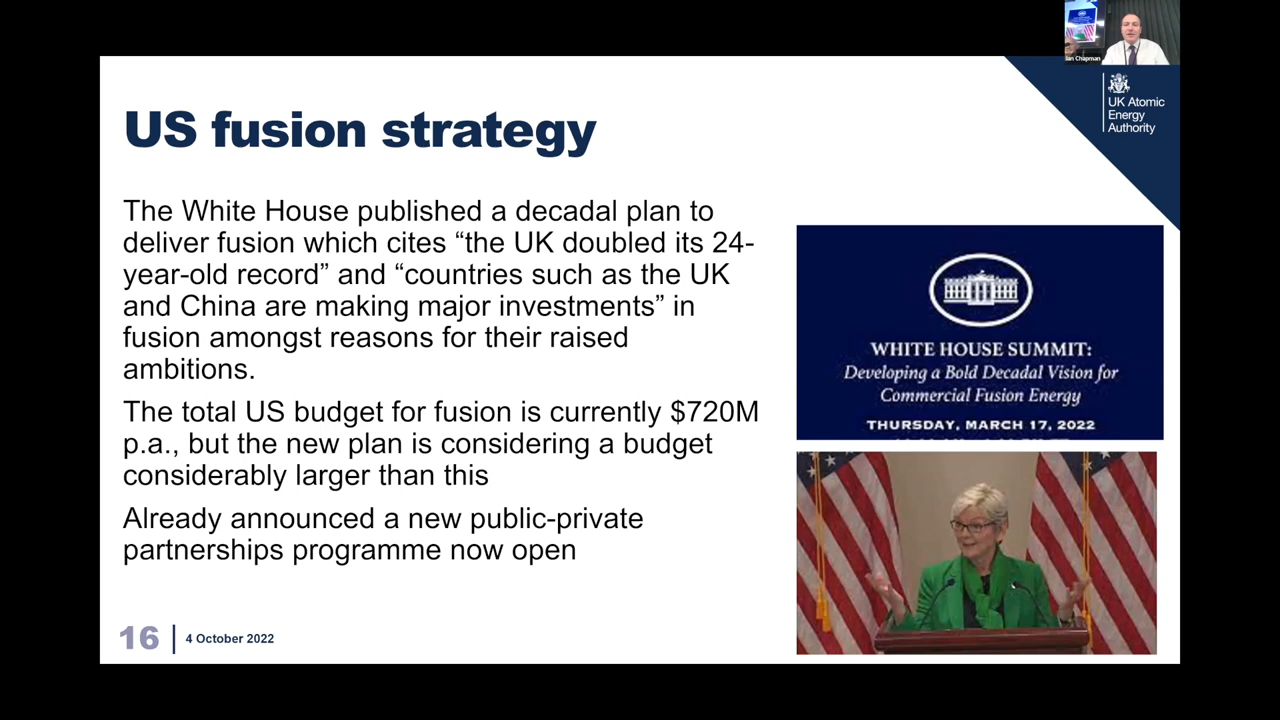 Ian Chapman
UK Atomic
Energy
Authority
US fusion strategy
The White House published a decadal plan to
deliver fusion which cites “the UK doubled its 24-
year-old record” and “countries such as the UK
and China are making major investments” in
fusion amongst reasons for their raised
ambitions.
The total US budget for fusion is currently $720M
p.a., but the new plan is considering a budget
considerably larger than this
Already announced a new public-private
partnerships programme now open
WHITE HOUSE SUMMIT:
Developing a Bold Decadal Vision for
Commercial Fusion Energy
THURSDAY, MARCH 17, 2022
16
4 October 2022